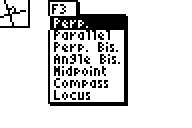 F3
Perp.
Parallel
Perp. Bis.
Angle Bis.
Midpoint
Compass
Locus